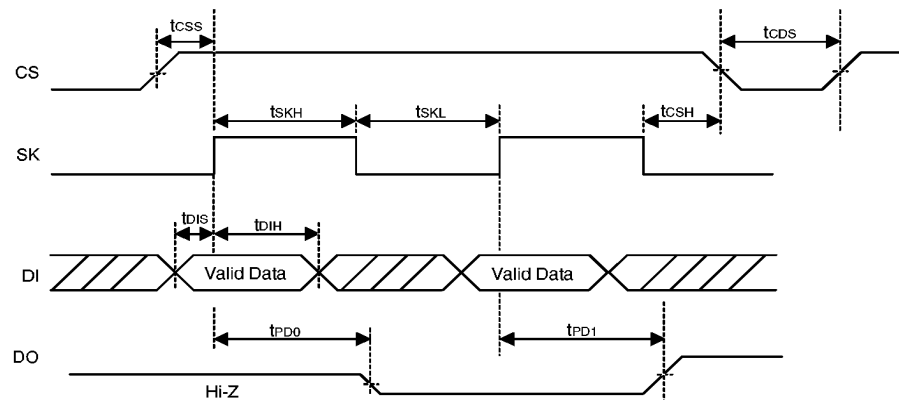 tCSS
tCDS
CS
tSKH
tSKL
tCSH
SK
tDIS
tDIH
DI
Valid Data
Valid Data
tPD0
tPD1
DO
Hi-Z